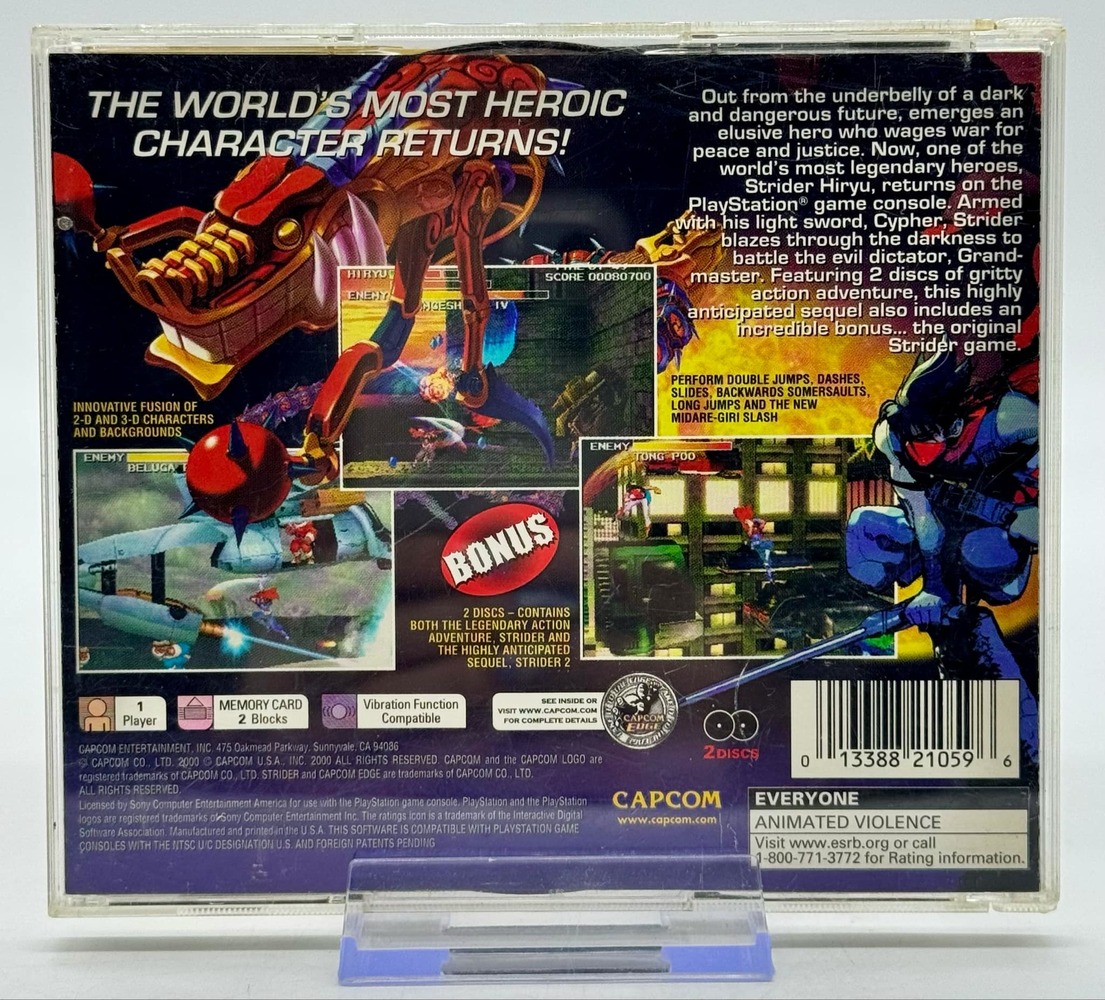 THE WORLD'S MOST HEROIC
CHARACTER RETURNS!
Out from the underbelly of a dark
and dangerous future, emerges an
elusive hero who wages war for
peace and justice. Now, one of the
world's most legendary heroes,
Strider Hiryu, returns on the
PlayStation® game console. Armed
with his light sword, Cypher, Strider
blazes through the darkness to
battle the evil dictator, Grand-
master. Featuring 2 discs of gritty
action adventure, this highly
anticipated sequel also includes an
incredible bonus... the original
Strider game.
HIRYU
SCORE 00080700
ENEMY
IV
PERFORM DOUBLE JUMPS, DASHES,
SLIDES, BACKWARDS SOMERSAULTS,
LONG JUMPS AND THE NEW
MIDARE-GIRI SLASH
INNOVATIVE FUSION OF
2-D AND 3-D CHARACTERS
AND BACKGROUNDS
ENEMY
BELUGA
ENEMY
TONG POO
BONUS
2 DISCS – CONTAINS
BOTH THE LEGENDARY ACTION
ADVENTURE, STRIDER AND
THE HIGHLY ANTICIPATED
SEQUEL, STRIDER 2
1
Player
MEMORY CARD
2 Blocks
Vibration Function
Compatible
SEE INSIDE OR
VISIT WWW.CAPCOM.COM
FOR COMPLETE DETAILS
CAPCOM
EDGE
2DISCS
0 13388 21059 6
CAPCOM ENTERTAINMENT, INC. 475 Oakmead Parkway, Sunnyvale, CA 94086
© CAPCOM CO., LTD. 2000 © CAPCOM U.S.A., INC. 2000 ALL RIGHTS RESERVED. CAPCOM and the CAPCOM LOGO are
registered trademarks of CAPCOM CO., LTD. STRIDER and CAPCOM EDGE are trademarks of CAPCOM CO., LTD.
ALL RIGHTS RESERVED.
Licensed by Sony Computer Entertainment America for use with the PlayStation game console. PlayStation and the PlayStation
logos are registered trademarks of Sony Computer Entertainment Inc. The ratings icon is a trademark of the Interactive Digital
Software Association. Manufactured and printed in the U.S.A. THIS SOFTWARE IS COMPATIBLE WITH PLAYSTATION GAME
CONSOLES WITH THE NTSC U/C DESIGNATION. U.S. AND FOREIGN PATENTS PENDING
CAPCOM
www.capcom.com
EVERYONE
ANIMATED VIOLENCE
Visit www.esrb.org or call
1-800-771-3772 for Rating information.